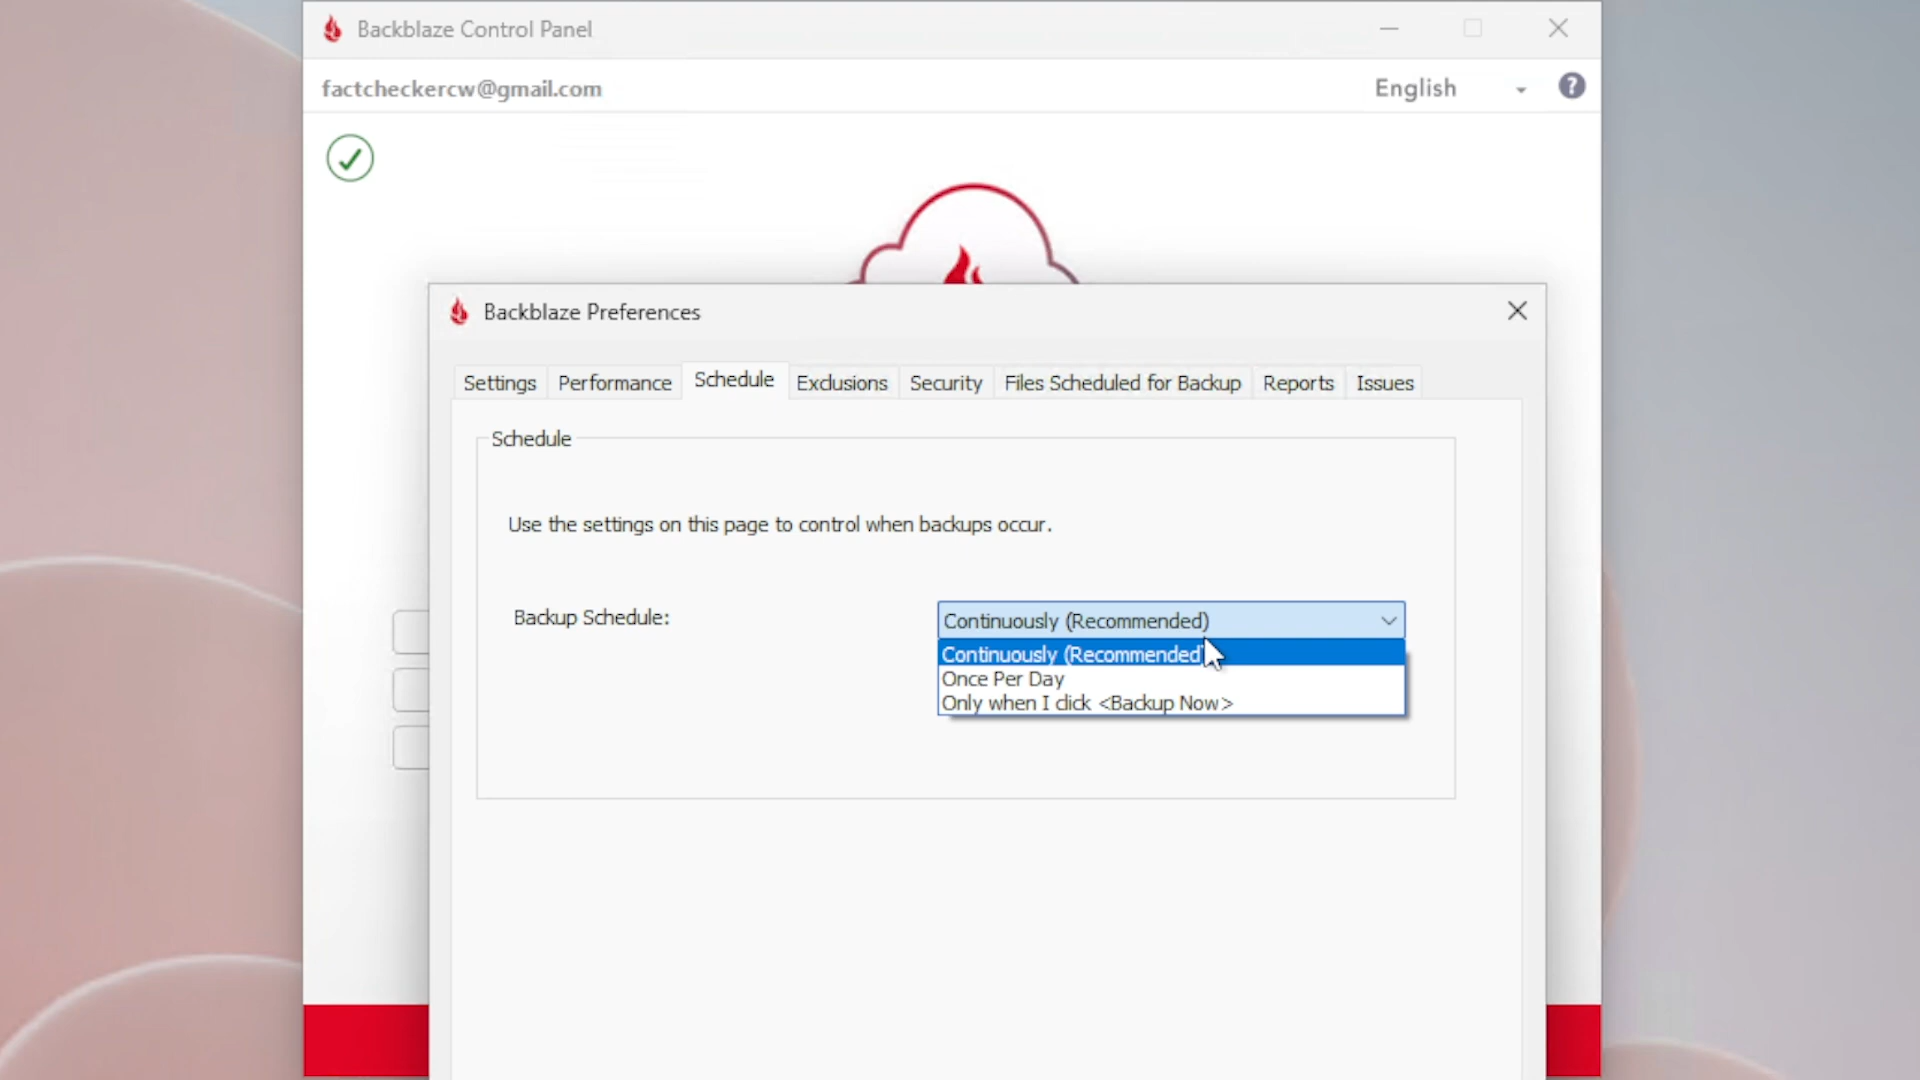 Backblaze Control Panel
factcheckercw@gmail.com
English
?
Backblaze Preferences
Settings
Performance
Schedule
Exclusions
Security
Files Scheduled for Backup
Reports
Issues
Schedule
Use the settings on this page to control when backups occur.
Backup Schedule:
Continuously (Recommended)
Continuously (Recommended)
Once Per Day
Only when I click <Backup Now>